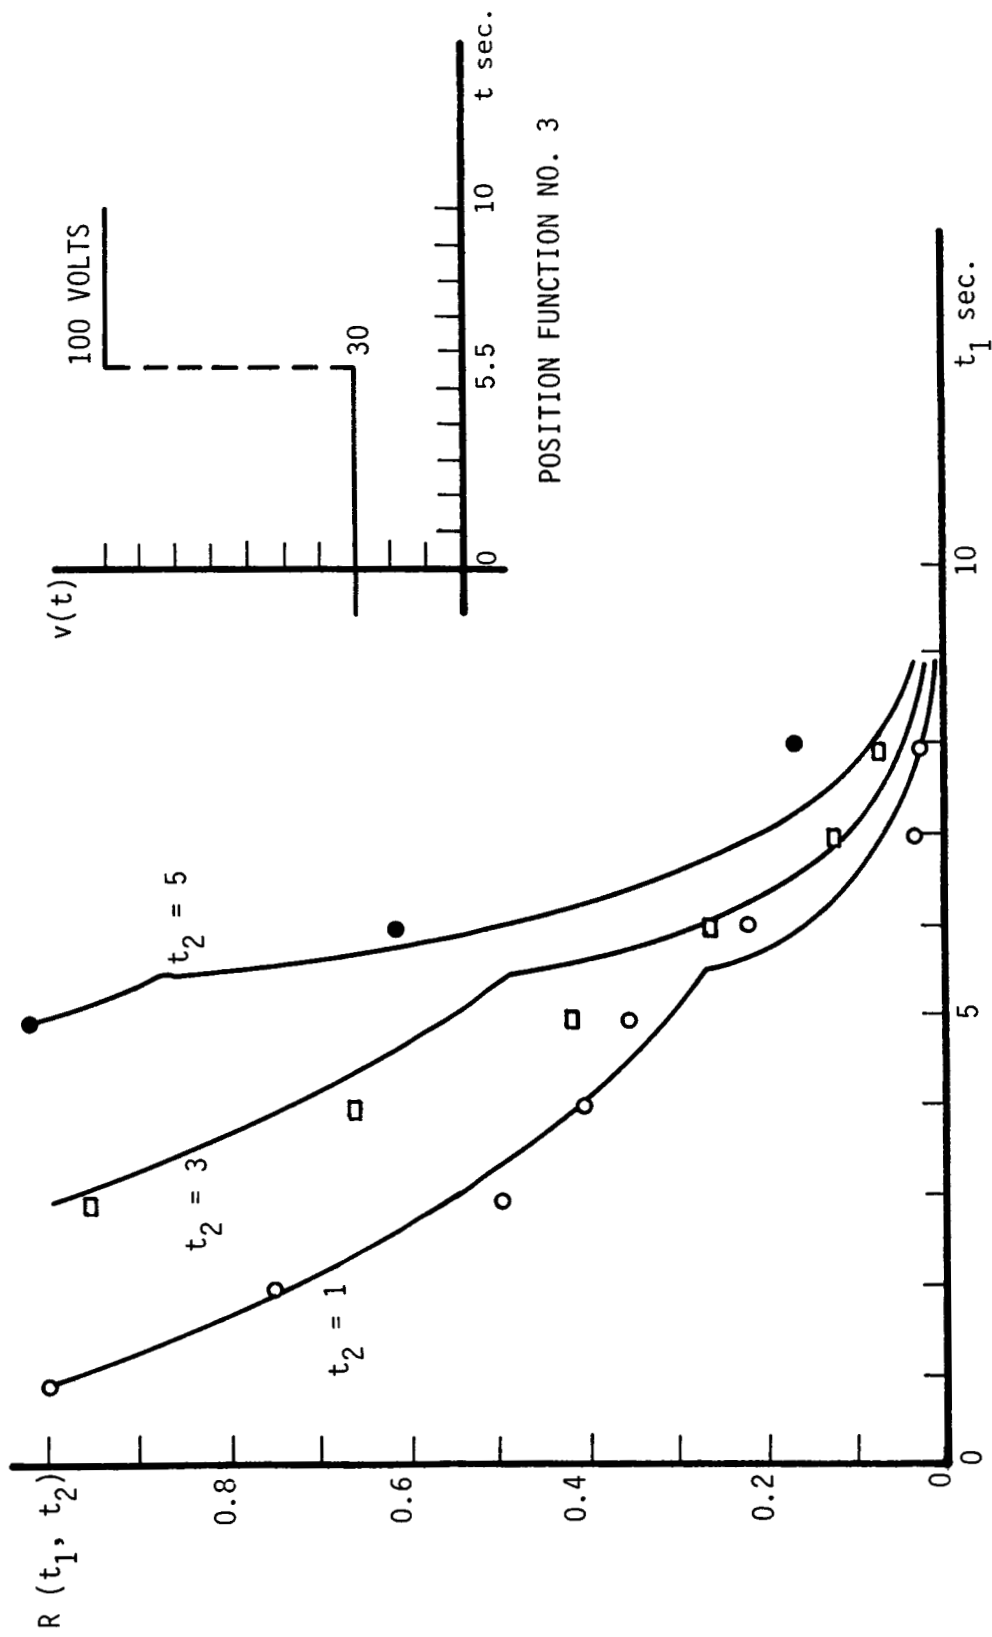 R (t1, t2)
0.8
0.6
0.4
0.2
0
0
5
10
t1 sec.
t2 = 1
t2 = 3
t2 = 5
v(t)
100 VOLTS
30
0
5.5
10
t sec.
POSITION FUNCTION NO. 3